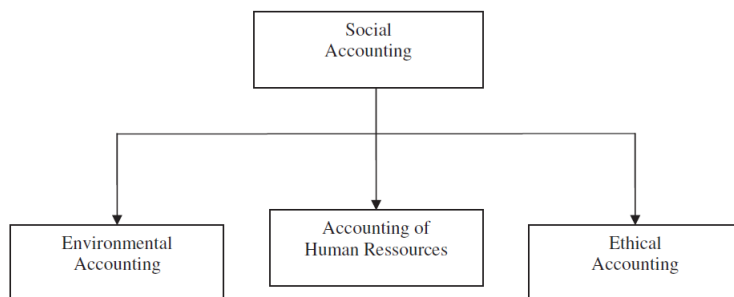 Social
Accounting
Environmental
Accounting
Accounting of
Human Ressources
Ethical
Accounting